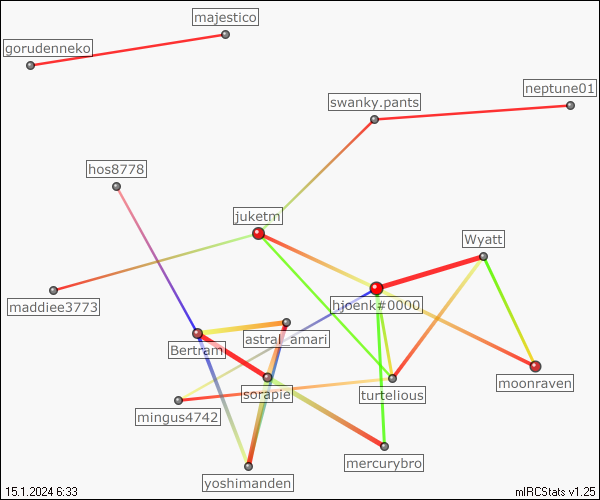 majestico
gorudenneko
neptune01
swanky.pants
hos8778
juketm
Wyatt
maddiee3773
hjoenk#0000
astral_amari
Bertram
moonraven
sorapie
turtelious
mingus4742
mercurybro
yoshimanden
15.1.2024 6:33
mIRCStats v1.25